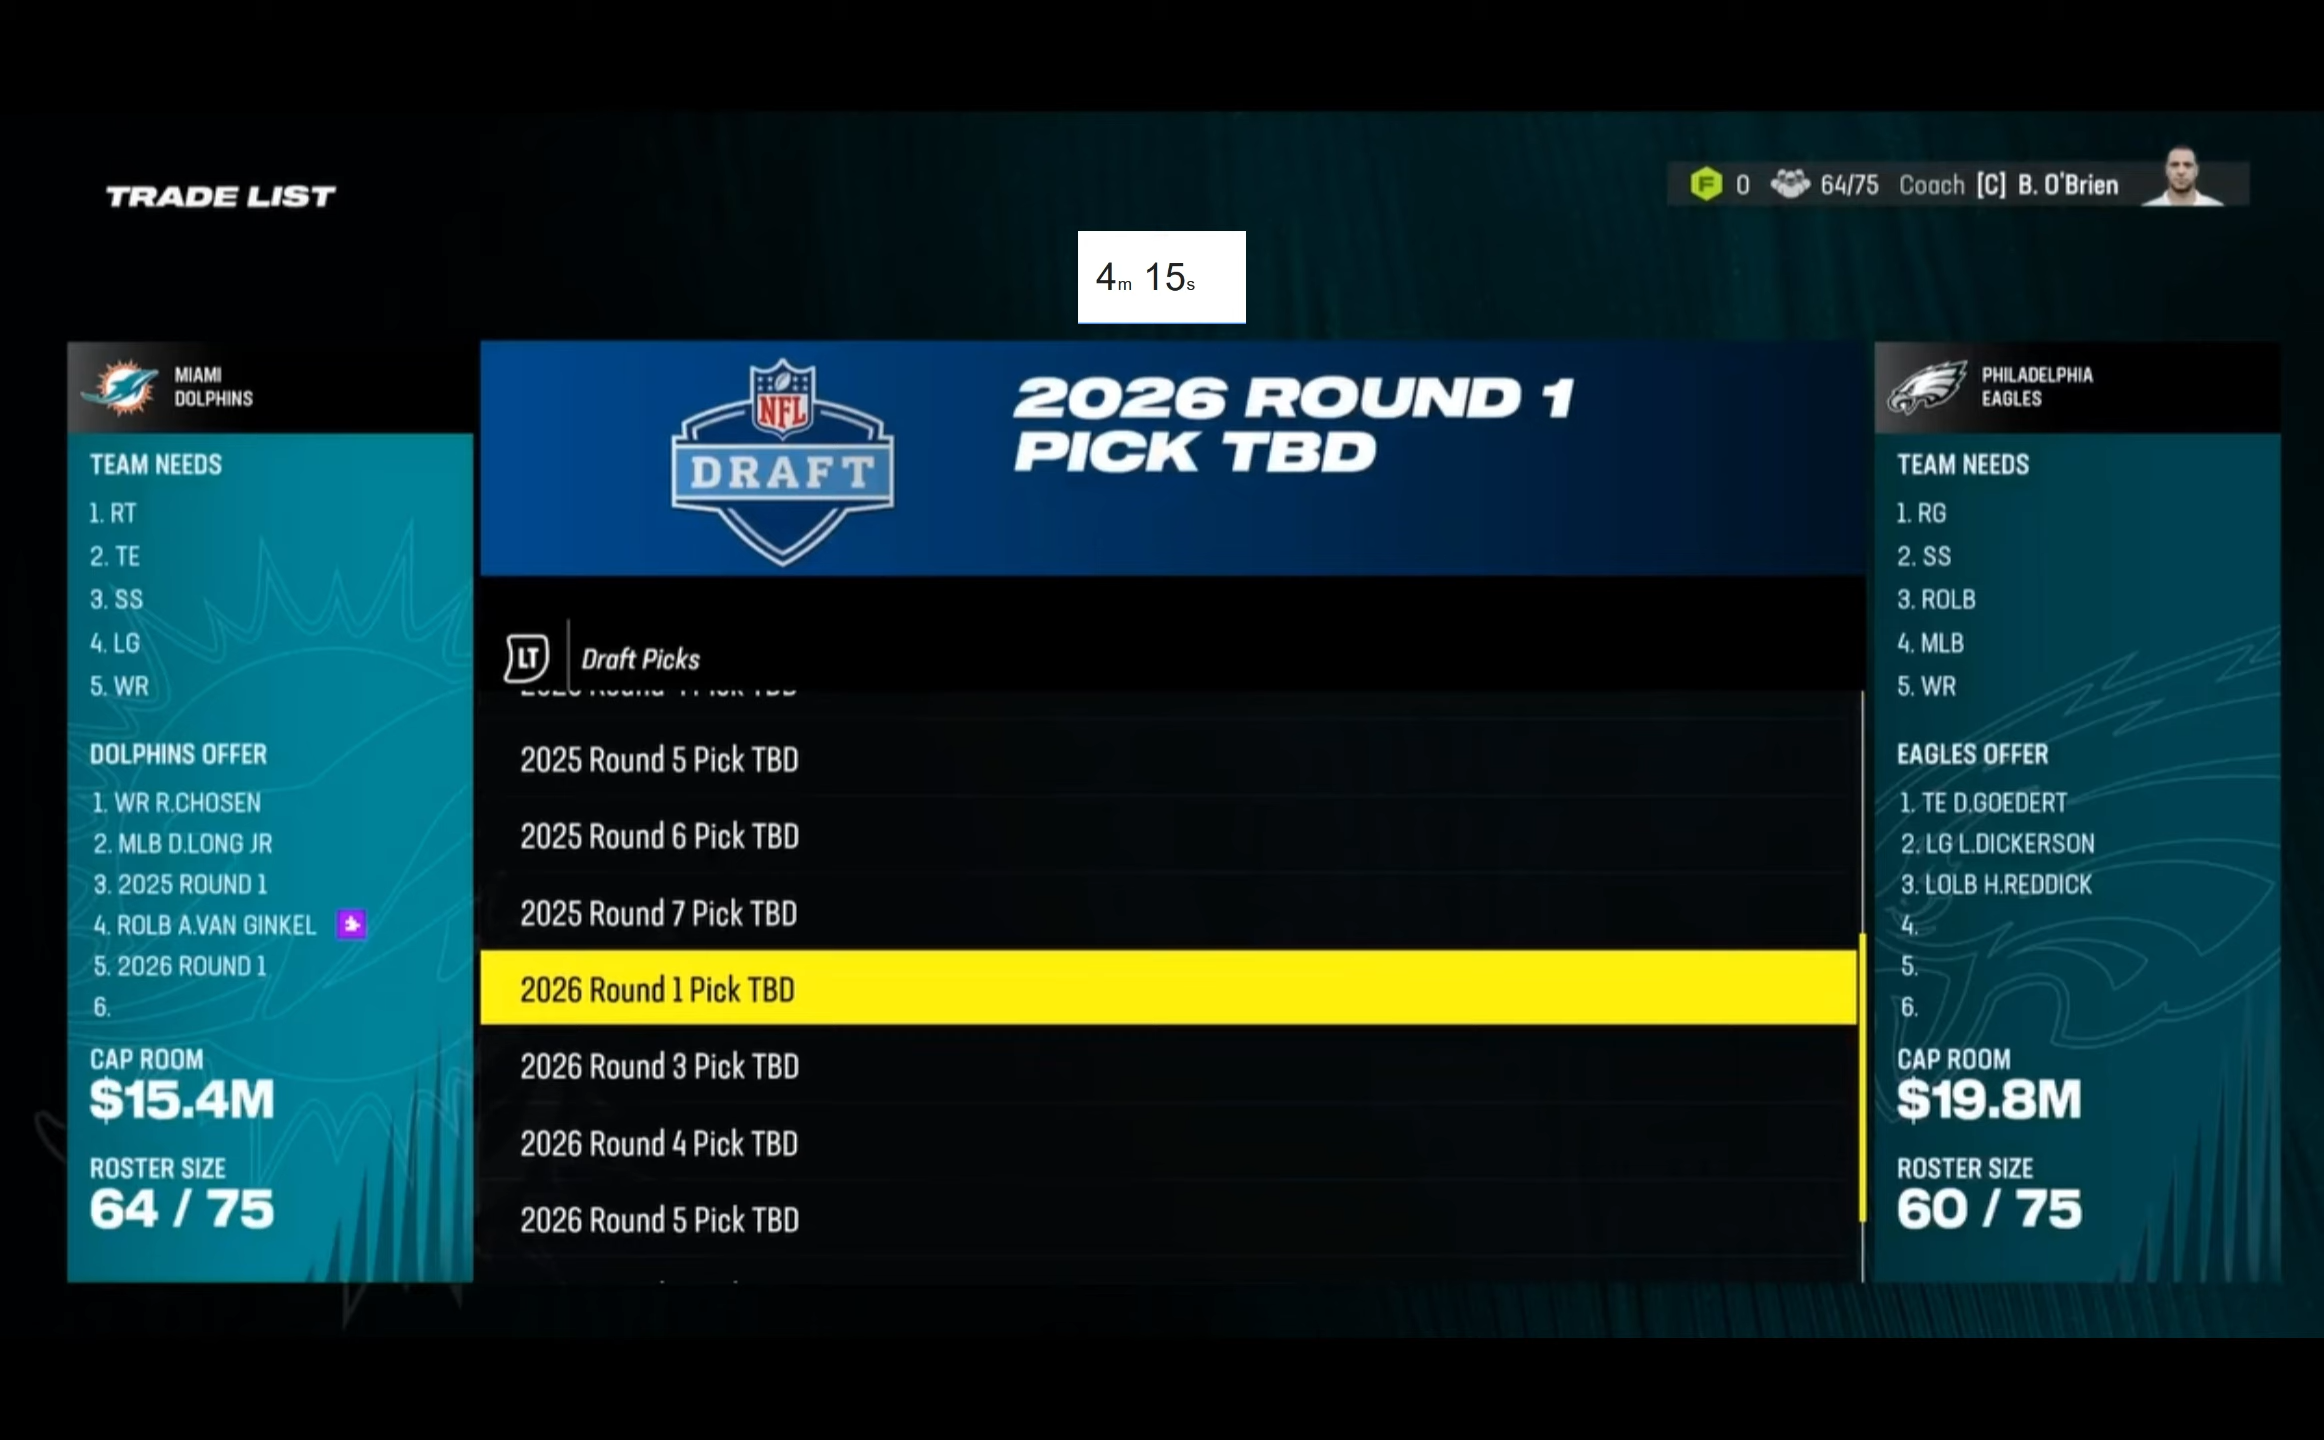 TRADE LIST
F 0 64/75 Coach [C] B. O'Brien
4m 15s
MIAMI
DOLPHINS
TEAM NEEDS
1. RT
2. TE
3. SS
4. LG
5. WR
DOLPHINS OFFER
1. WR R.CHOSEN
2. MLB D.LONG JR
3. 2025 ROUND 1
4. ROLB A.VAN GINKEL
5. 2026 ROUND 1
6.
CAP ROOM
$15.4M
ROSTER SIZE
64 / 75
NFL
DRAFT
2026 ROUND 1
PICK TBD
LT Draft Picks
2025 Round 5 Pick TBD
2025 Round 6 Pick TBD
2025 Round 7 Pick TBD
2026 Round 1 Pick TBD
2026 Round 3 Pick TBD
2026 Round 4 Pick TBD
2026 Round 5 Pick TBD
PHILADELPHIA
EAGLES
TEAM NEEDS
1. RG
2. SS
3. ROLB
4. MLB
5. WR
EAGLES OFFER
1. TE D.GOEDERT
2. LG L.DICKERSON
3. LOLB H.REDDICK
4.
5.
6.
CAP ROOM
$19.8M
ROSTER SIZE
60 / 75